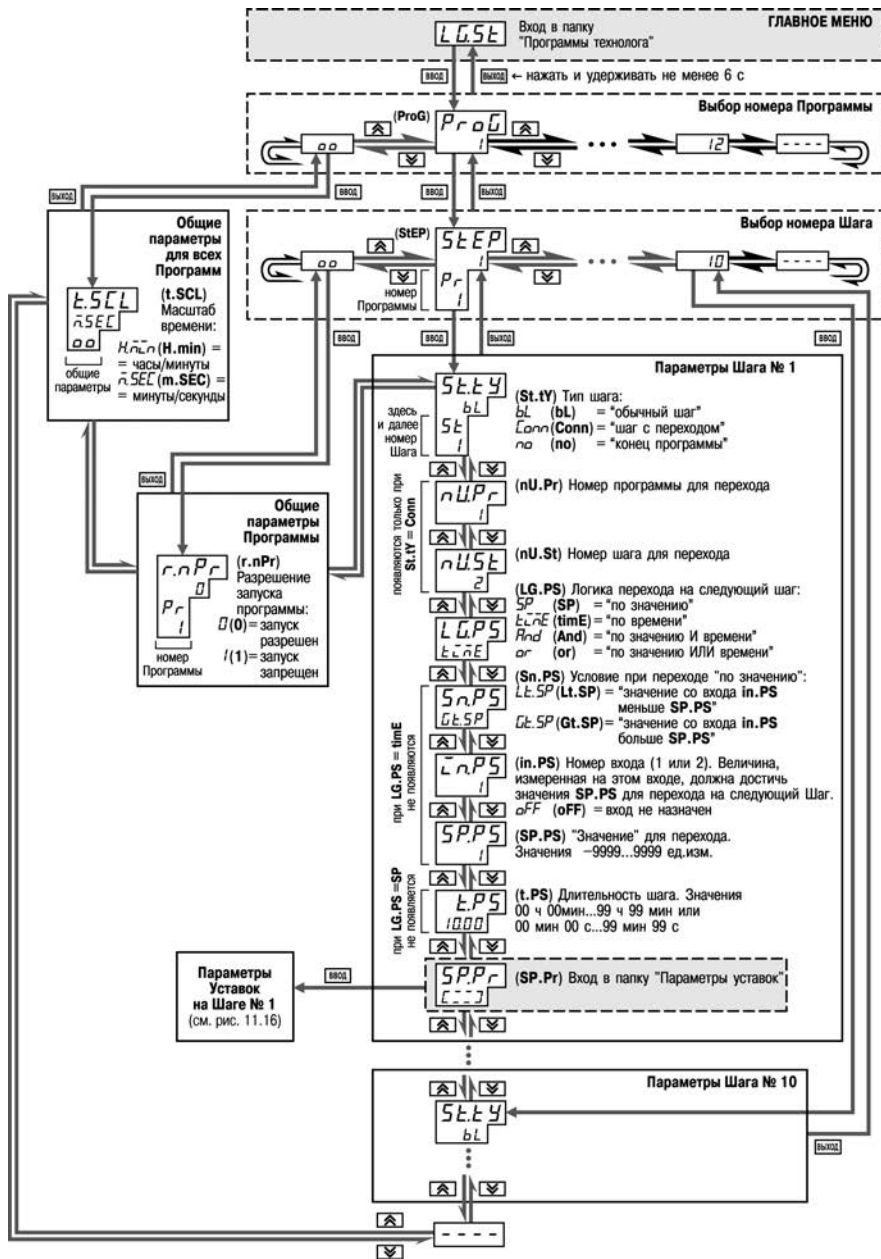 ГЛАВНОЕ МЕНЮ
LG.St
Вход в папку
"Программы технолога"
ВВОД
ВЫХОД ← нажать и удерживать не менее 6 с
Выбор номера Программы
(ProG)
ProG
1
oo
• • •
12
- - - -
ВЫХОД
ВВОД
ВВОД
ВЫХОД
Выбор номера Шага
(StEP)
StEP
1
Pr
1
номер
Программы
oo
• • •
10
- - - -
Общие
параметры
для всех
Программ
t.SCL
m.SEC
oo
общие
параметры
(t.SCL)
Масштаб
времени:
H.min (H.min) =
= часы/минуты
m.SEC (m.SEC) =
= минуты/секунды
ВВОД
ВВОД
ВЫХОД
ВВОД
ВЫХОД
Общие
параметры
Программы
r.nPr
0
Pr
1
номер
Программы
(r.nPr)
Разрешение
запуска
программы:
0 (0) = запуск
разрешен
1 (1) = запуск
запрещен
Параметры Шага № 1
St.tY
bL
St
1
здесь
и далее
номер
Шага
(St.tY) Тип шага:
bL (bL) = "обычный шаг"
Conn (Conn) = "шаг с переходом"
no (no) = "конец программы"
появляются только при
St.tY = Conn
nU.Pr
1
(nU.Pr) Номер программы для перехода
nU.St
2
(nU.St) Номер шага для перехода
LG.PS
timE
(LG.PS) Логика перехода на следующий шаг:
SP (SP) = "по значению"
timE (timE) = "по времени"
And (And) = "по значению И времени"
or (or) = "по значению ИЛИ времени"
при LG.PS = timE
не появляются
Sn.PS
Gt.SP
(Sn.PS) Условие при переходе "по значению":
Lt.SP (Lt.SP) = "значение со входа in.PS
меньше SP.PS"
Gt.SP (Gt.SP) = "значение со входа in.PS
больше SP.PS"
in.PS
1
(in.PS) Номер входа (1 или 2). Величина,
измеренная на этом входе, должна достичь
значения SP.PS для перехода на следующий Шаг.
oFF (oFF) = вход не назначен
SP.PS
1
(SP.PS) "Значение" для перехода.
Значения –9999...9999 ед.изм.
при LG.PS =SP
не появляется
t.PS
10.00
(t.PS) Длительность шага. Значения
00 ч 00мин...99 ч 99 мин или
00 мин 00 с...99 мин 99 с
SP.Pr
[---]
(SP.Pr) Вход в папку "Параметры уставок"
ВВОД
Параметры
Уставок
на Шаге № 1
(см. рис. 11.16)
Параметры Шага № 10
St.tY
bL
ВЫХОД
- - - -